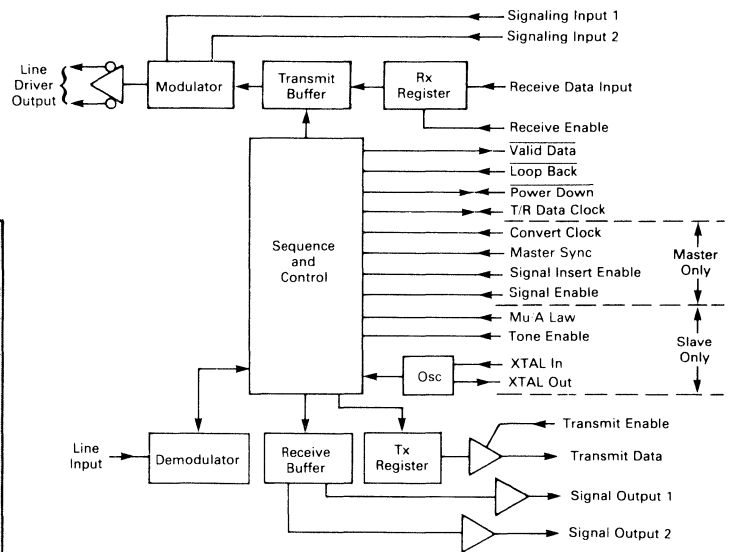 Signaling Input 1
Signaling Input 2
Line
Driver
Output
Modulator
Transmit
Buffer
Rx
Register
Receive Data Input
Receive Enable
Valid Data
Loop Back
Power Down
T/R Data Clock
Sequence
and
Control
Convert Clock
Master Sync
Signal Insert Enable
Signal Enable
Master
Only
Mu/A Law
Tone Enable
Slave
Only
Osc
XTAL In
XTAL Out
Line
Input
Demodulator
Receive
Buffer
Tx
Register
Transmit Enable
Transmit Data
Signal Output 1
Signal Output 2